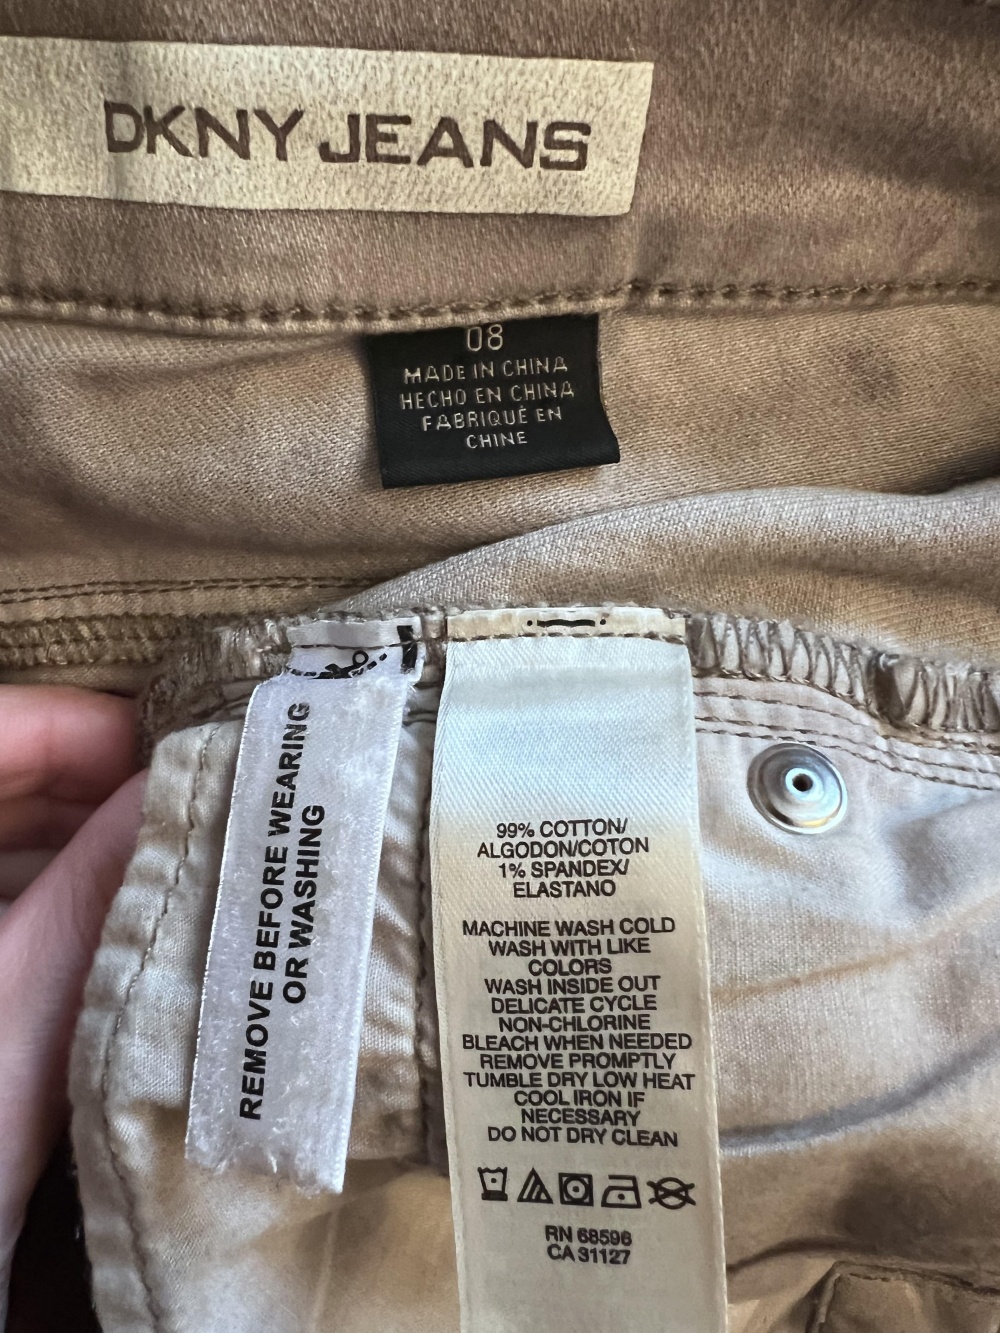 DKNY JEANS
08
MADE IN CHINA
HECHO EN CHINA
FABRIQUÉ EN
CHINE
REMOVE BEFORE WEARING
OR WASHING
99% COTTON/
ALGODON/COTON
1% SPANDEX/
ELASTANO
MACHINE WASH COLD
WASH WITH LIKE
COLORS
WASH INSIDE OUT
DELICATE CYCLE
NON-CHLORINE
BLEACH WHEN NEEDED
REMOVE PROMPTLY
TUMBLE DRY LOW HEAT
COOL IRON IF
NECESSARY
DO NOT DRY CLEAN
RN 68598
CA 31127